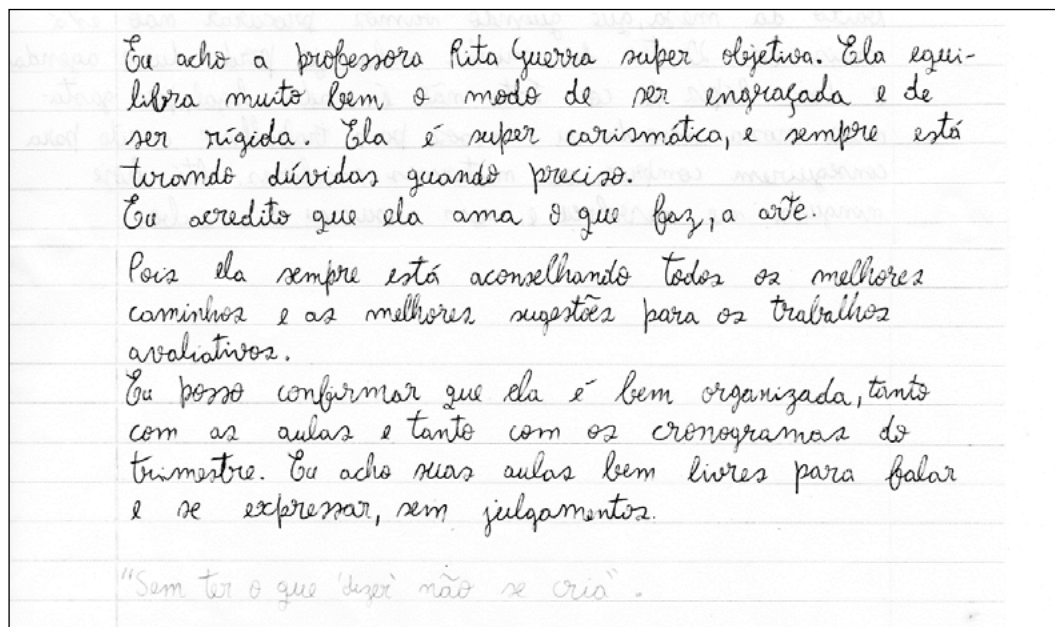 Eu acho a professora Rita Guerra super objetiva. Ela equi-
libra muito bem o modo de ser engraçada e de
ser rígida. Ela é super carismática, e sempre está
tirando dúvidas quando preciso.
Eu acredito que ela ama o que faz, a arte.
Pois ela sempre está aconselhando todos os melhores
caminhos e as melhores sugestões para os trabalhos
avaliativos.
Eu posso confirmar que ela é bem organizada, tanto
com as aulas e tanto com os cronogramas do
trimestre. Eu acho suas aulas bem livres para falar
e se expressar, sem julgamentos.
"Sem ter o que 'dizer' não se cria".